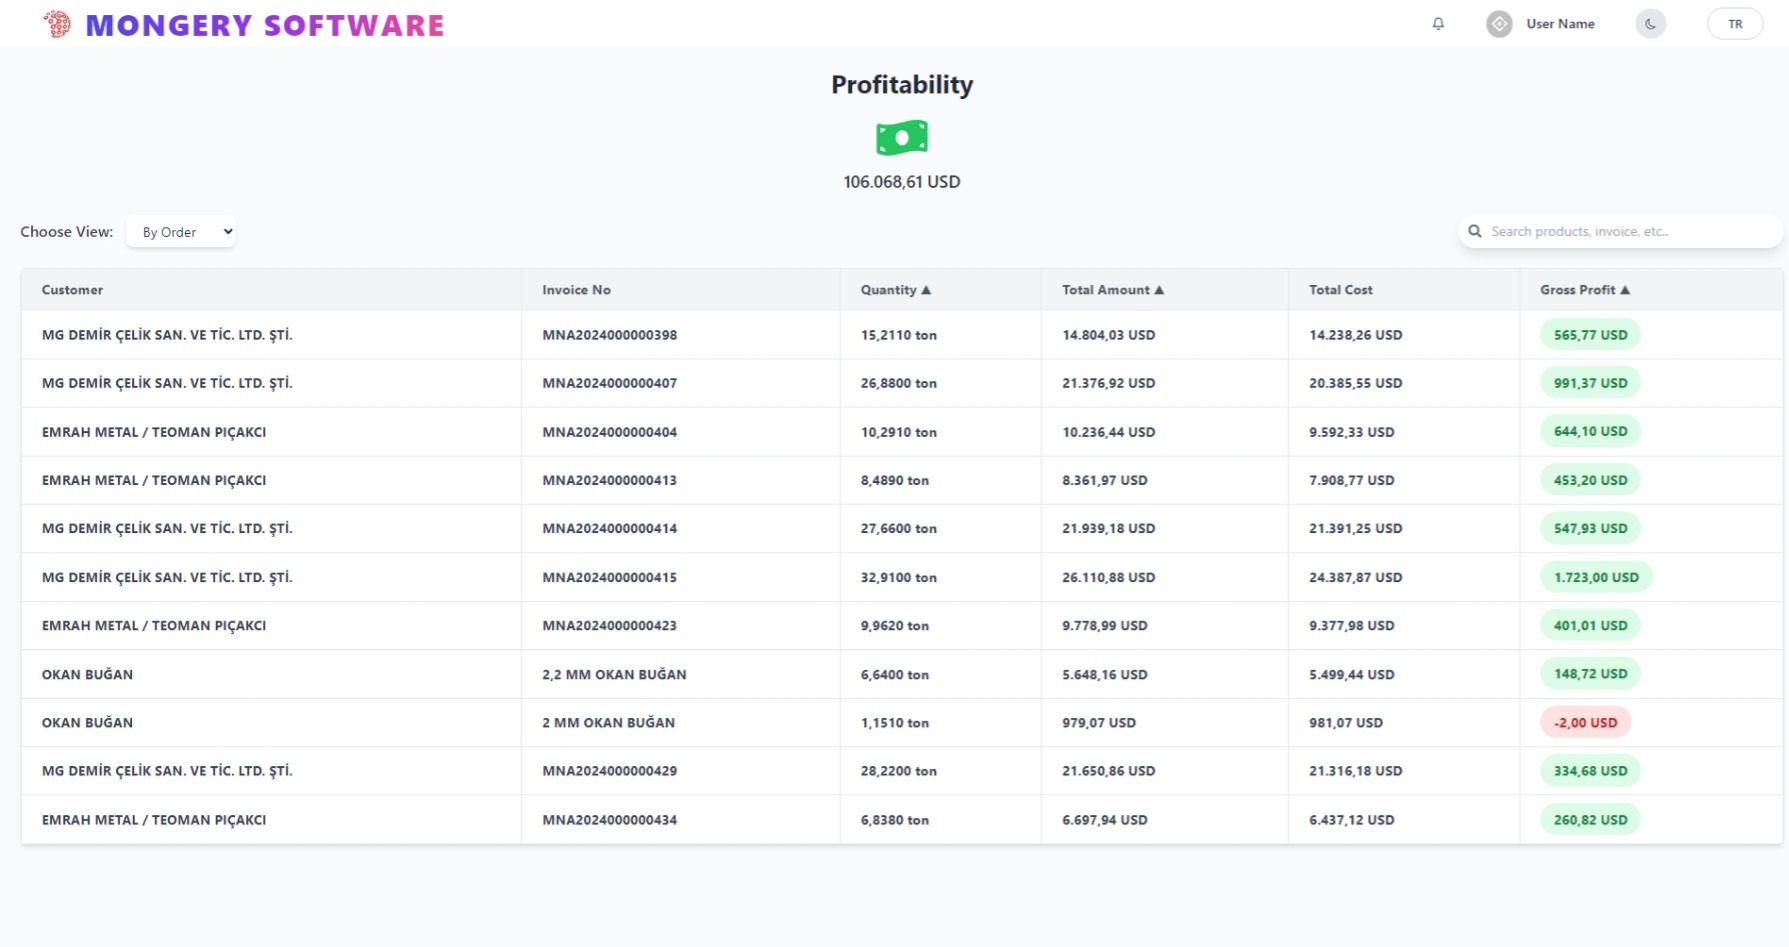 MONGERY SOFTWARE
User Name
TR
Profitability
106.068,61 USD
Choose View: By Order
Search products, invoice, etc..
Customer Invoice No Quantity ▲ Total Amount ▲ Total Cost Gross Profit ▲
MG DEMİR ÇELİK SAN. VE TİC. LTD. ŞTİ. MNA2024000000398 15,2110 ton 14.804,03 USD 14.238,26 USD 565,77 USD
MG DEMİR ÇELİK SAN. VE TİC. LTD. ŞTİ. MNA2024000000407 26,8800 ton 21.376,92 USD 20.385,55 USD 991,37 USD
EMRAH METAL / TEOMAN PIÇAKCI MNA2024000000404 10,2910 ton 10.236,44 USD 9.592,33 USD 644,10 USD
EMRAH METAL / TEOMAN PIÇAKCI MNA2024000000413 8,4890 ton 8.361,97 USD 7.908,77 USD 453,20 USD
MG DEMİR ÇELİK SAN. VE TİC. LTD. ŞTİ. MNA2024000000414 27,6600 ton 21.939,18 USD 21.391,25 USD 547,93 USD
MG DEMİR ÇELİK SAN. VE TİC. LTD. ŞTİ. MNA2024000000415 32,9100 ton 26.110,88 USD 24.387,87 USD 1.723,00 USD
EMRAH METAL / TEOMAN PIÇAKCI MNA2024000000423 9,9620 ton 9.778,99 USD 9.377,98 USD 401,01 USD
OKAN BUĞAN 2,2 MM OKAN BUĞAN 6,6400 ton 5.648,16 USD 5.499,44 USD 148,72 USD
OKAN BUĞAN 2 MM OKAN BUĞAN 1,1510 ton 979,07 USD 981,07 USD -2,00 USD
MG DEMİR ÇELİK SAN. VE TİC. LTD. ŞTİ. MNA2024000000429 28,2200 ton 21.650,86 USD 21.316,18 USD 334,68 USD
EMRAH METAL / TEOMAN PIÇAKCI MNA2024000000434 6,8380 ton 6.697,94 USD 6.437,12 USD 260,82 USD